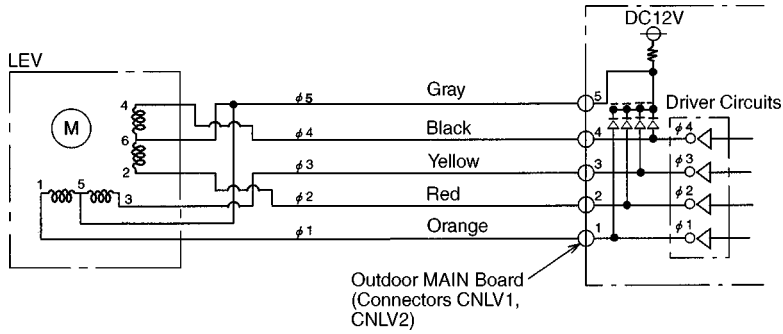 DC12V
LEV
ϕ5 Gray 5
Driver Circuits
4
M
6
ϕ4 Black 4 ϕ4
2
ϕ3 Yellow 3 ϕ3
1 5 3
ϕ2 Red 2 ϕ2
ϕ1 Orange 1 ϕ1
Outdoor MAIN Board
(Connectors CNLV1,
CNLV2)